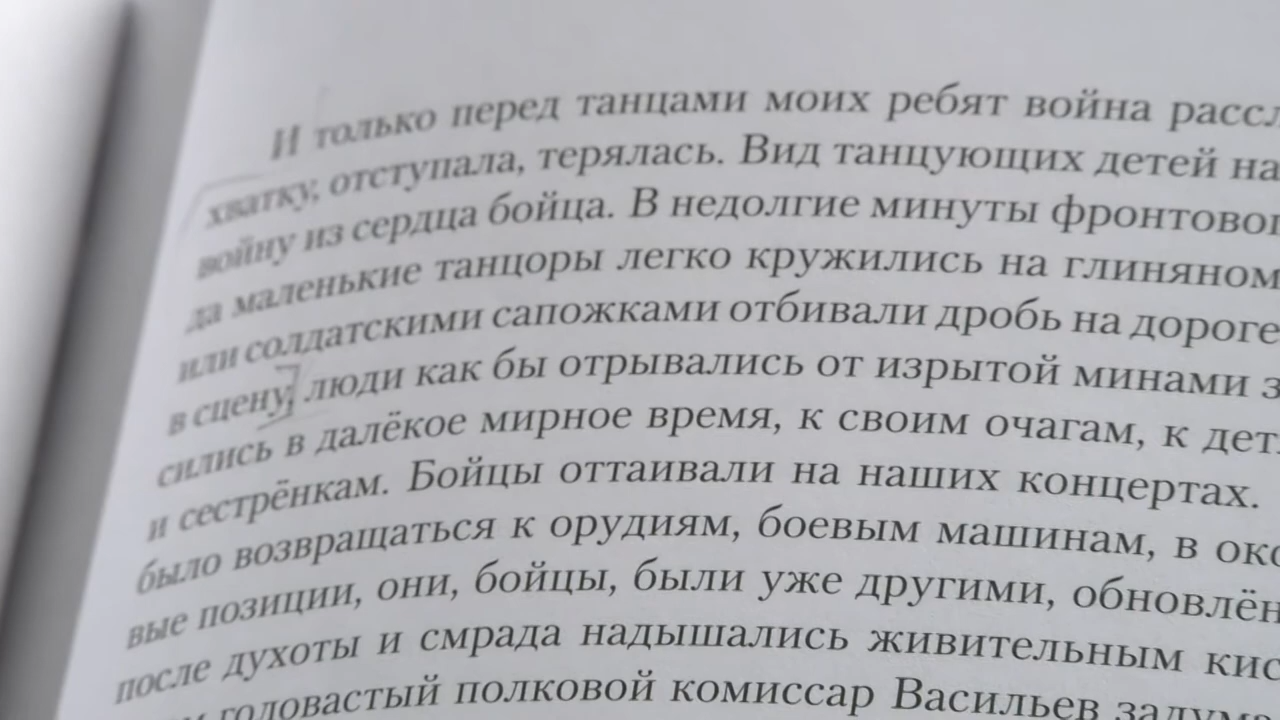 И только перед танцами моих ребят война рассл
хватку, отступала, терялась. Вид танцующих детей на
войну из сердца бойца. В недолгие минуты фронтовог
да маленькие танцоры легко кружились на глиняном
или солдатскими сапожками отбивали дробь на дороге
в сцену, люди как бы отрывались от изрытой минами з
сились в далёкое мирное время, к своим очагам, к дет
и сестрёнкам. Бойцы оттаивали на наших концертах.
было возвращаться к орудиям, боевым машинам, в око
вые позиции, они, бойцы, были уже другими, обновлён
после духоты и смрада надышались живительным кис
головастый полковой комиссар Васильев задума